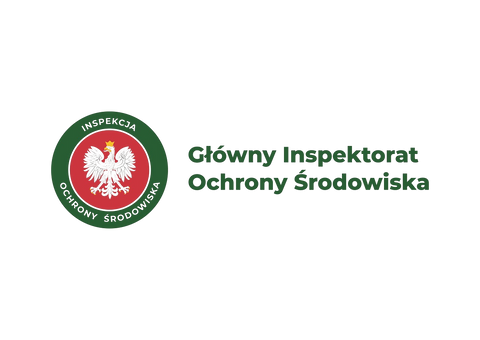 INSPEKCJA
OCHRONY ŚRODOWISKA
Główny Inspektorat
Ochrony Środowiska